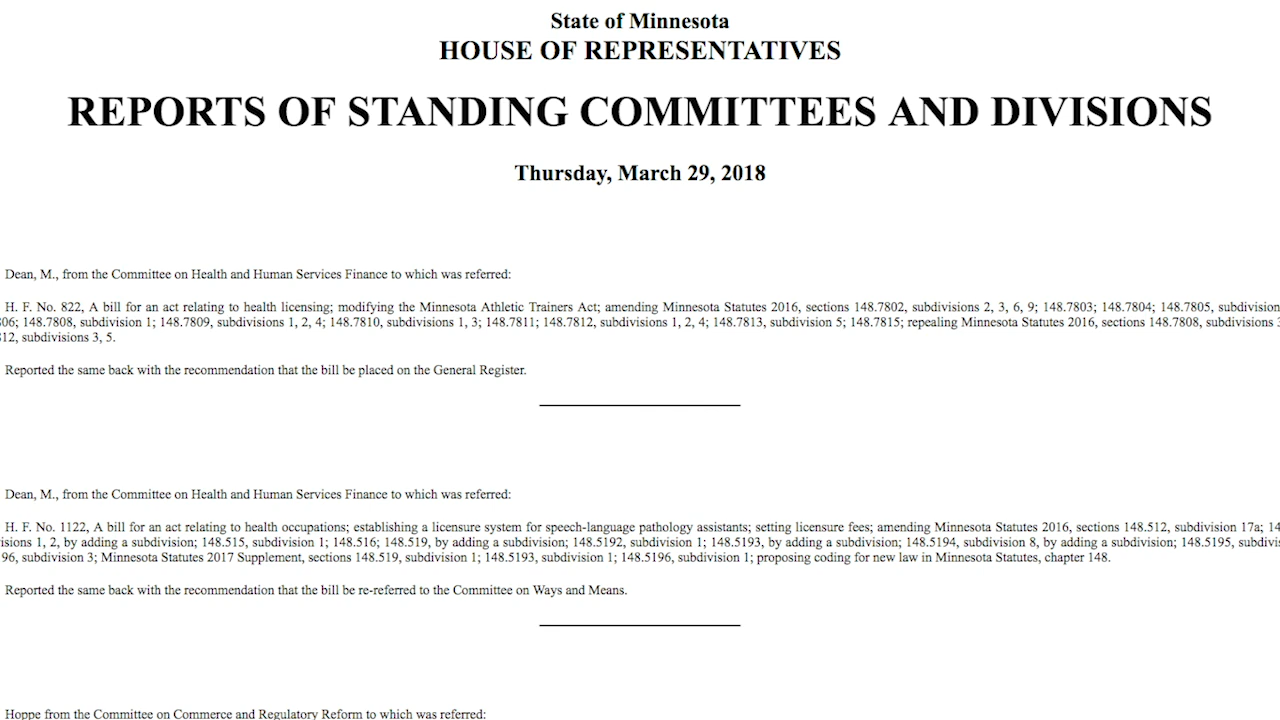 State of Minnesota
HOUSE OF REPRESENTATIVES
REPORTS OF STANDING COMMITTEES AND DIVISIONS
Thursday, March 29, 2018
Dean, M., from the Committee on Health and Human Services Finance to which was referred:
H. F. No. 822, A bill for an act relating to health licensing; modifying the Minnesota Athletic Trainers Act; amending Minnesota Statutes 2016, sections 148.7802, subdivisions 2, 3, 6, 9; 148.7803; 148.7804; 148.7805, subdivision
06; 148.7808, subdivision 1; 148.7809, subdivisions 1, 2, 4; 148.7810, subdivisions 1, 3; 148.7811; 148.7812, subdivisions 1, 2, 4; 148.7813, subdivision 5; 148.7815; repealing Minnesota Statutes 2016, sections 148.7808, subdivisions
12, subdivisions 3, 5.
Reported the same back with the recommendation that the bill be placed on the General Register.
Dean, M., from the Committee on Health and Human Services Finance to which was referred:
H. F. No. 1122, A bill for an act relating to health occupations; establishing a licensure system for speech-language pathology assistants; setting licensure fees; amending Minnesota Statutes 2016, sections 148.512, subdivision 17a; 14
isions 1, 2, by adding a subdivision; 148.515, subdivision 1; 148.516; 148.519, by adding a subdivision; 148.5192, subdivision 1; 148.5193, by adding a subdivision; 148.5194, subdivision 8, by adding a subdivision; 148.5195, subdivis
96, subdivision 3; Minnesota Statutes 2017 Supplement, sections 148.519, subdivision 1; 148.5193, subdivision 1; 148.5196, subdivision 1; proposing coding for new law in Minnesota Statutes, chapter 148.
Reported the same back with the recommendation that the bill be re-referred to the Committee on Ways and Means.
Hoppe from the Committee on Commerce and Regulatory Reform to which was referred: